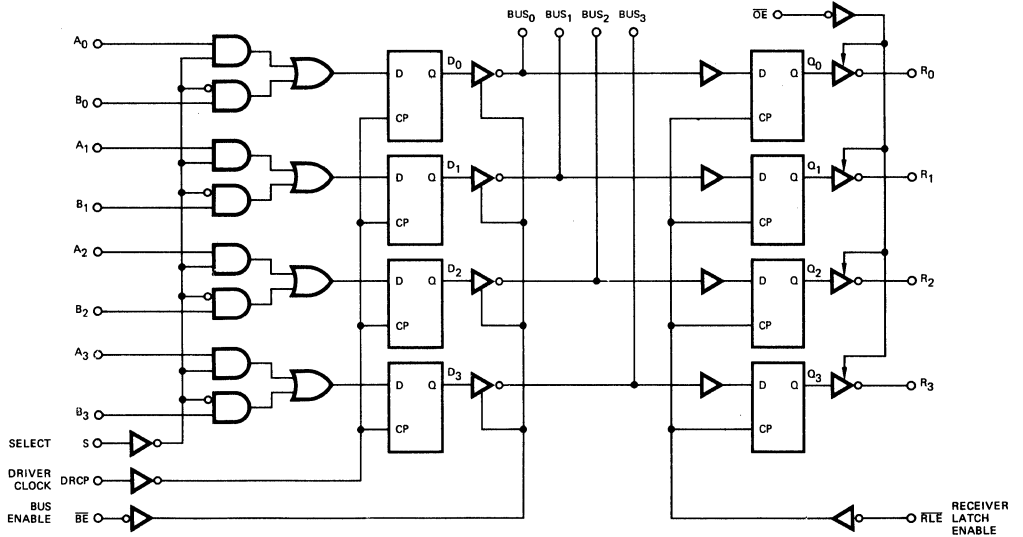 BUS0 BUS1 BUS2 BUS3 OE
A0
D0
Q0
D Q
D Q
R0
B0
CP
CP
A1
D1
Q1
D Q
D Q
R1
B1
CP
CP
A2
D2
Q2
D Q
D Q
R2
B2
CP
CP
A3
D3
Q3
D Q
D Q
R3
B3
CP
CP
SELECT S
DRIVER
CLOCK DRCP
BUS
ENABLE BE
RLE RECEIVER
LATCH
ENABLE